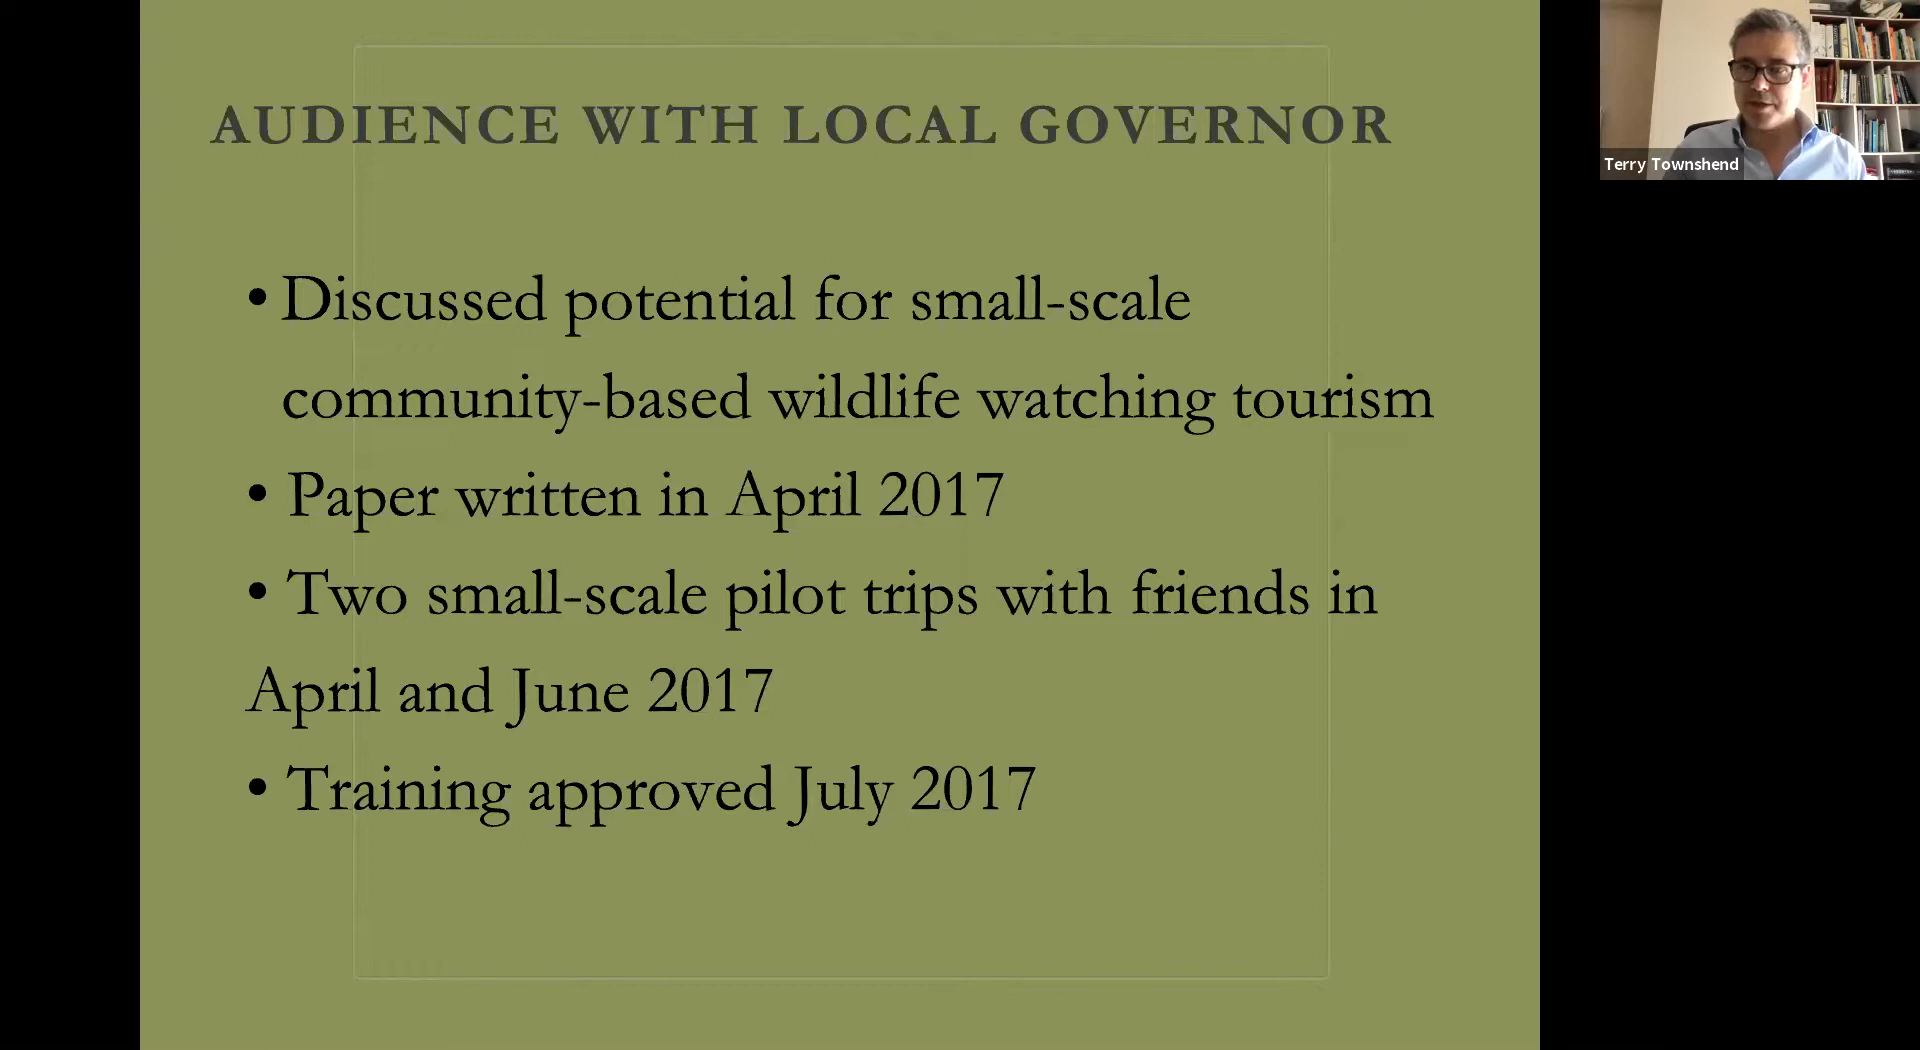 AUDIENCE WITH LOCAL GOVERNOR
• Discussed potential for small-scale
community-based wildlife watching tourism
• Paper written in April 2017
• Two small-scale pilot trips with friends in
April and June 2017
• Training approved July 2017
Terry Townshend